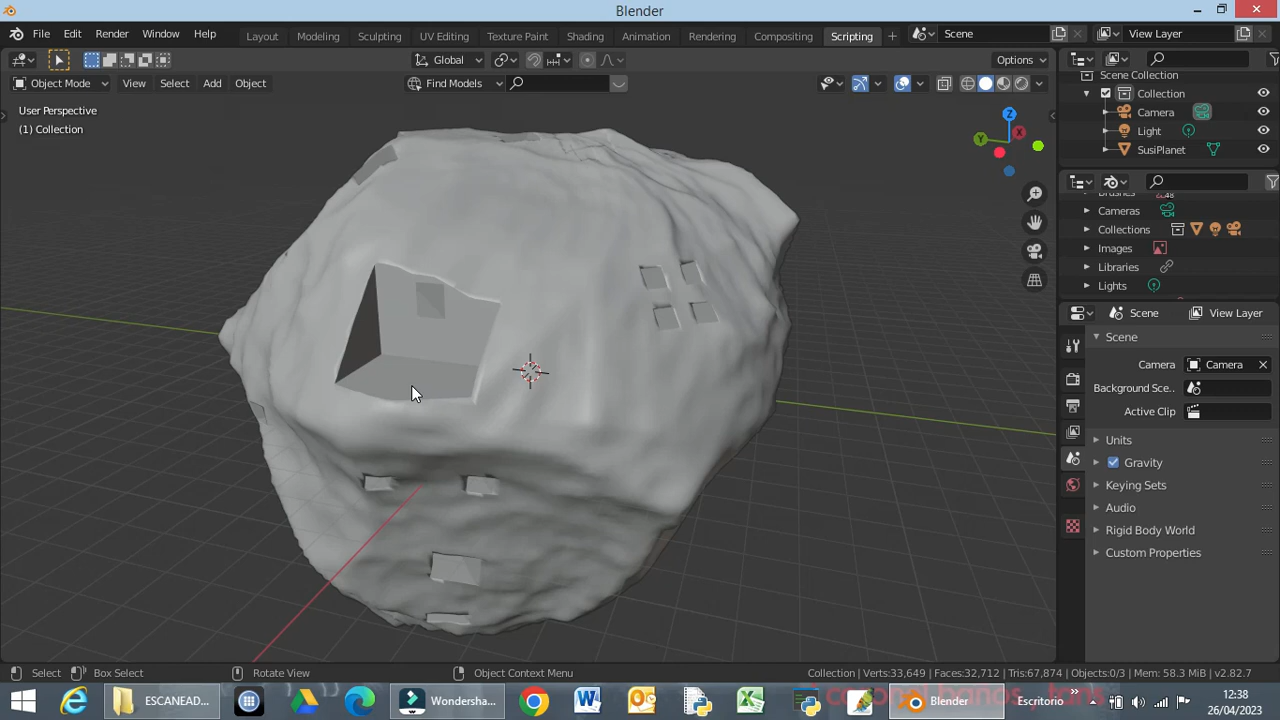 Blender
File Edit Render Window Help Layout Modeling Sculpting UV Editing Texture Paint Shading Animation Rendering Compositing Scripting + Scene View Layer
Global Options
Object Mode View Select Add Object Find Models
User Perspective
(1) Collection
Z
Y
X
Scene Collection
Collection
Camera
Light
SusiPlanet
Brushes 48
Cameras
Collections
Images
Libraries
Lights
Scene View Layer
Scene
Camera Camera
Background Sce..
Active Clip
Units
Gravity
Keying Sets
Audio
Rigid Body World
Custom Properties
Select Box Select Rotate View Object Context Menu Collection | Verts:33,649 | Faces:32,712 | Tris:67,874 | Objects:0/3 | Mem: 58.3 MiB | v2.82.7
ESCANEAD... Wondersha... Blender Escritorio
12:38
26/04/2023